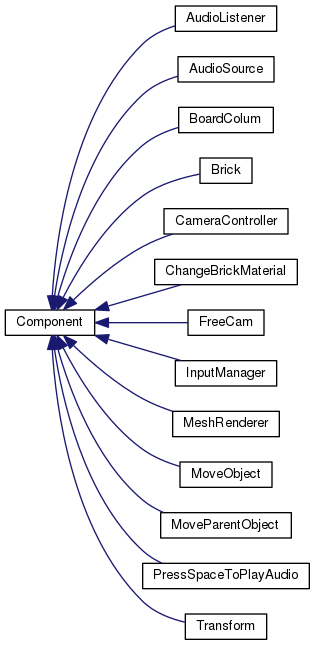 AudioListener
AudioSource
BoardColum
Brick
CameraController
ChangeBrickMaterial
Component
FreeCam
InputManager
MeshRenderer
MoveObject
MoveParentObject
PressSpaceToPlayAudio
Transform